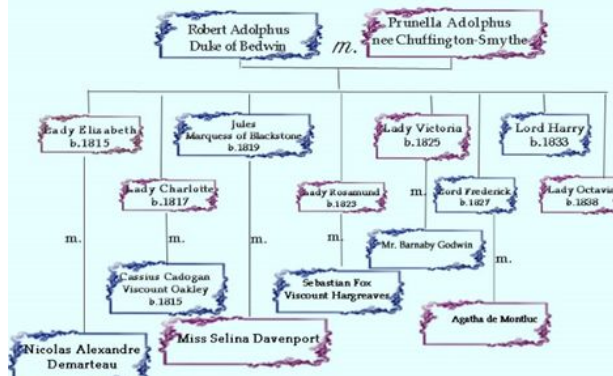 Robert Adolphus
Duke of Bedwin
m.
Prunella Adolphus
nee Chuffington-Smythe
Lady Elizabeth
b.1815
Jules
Marquess of Blackstone
b.1819
Lady Victoria
b.1825
Lord Harry
b.1833
Lady Charlotte
b.1817
Lady Rosamund
b.1823
m.
Lord Frederick
b.1827
Lady Octavia
b.1838
m.
m.
m.
m.
Mr. Barnaby Godwin
m.
Cassius Cadogan
Viscount Oakley
b.1815
Sebastian Fox
Viscount Hargreaves
Miss Selina Davenport
Agatha de Montluc
Nicolas Alexandre
Demarteau